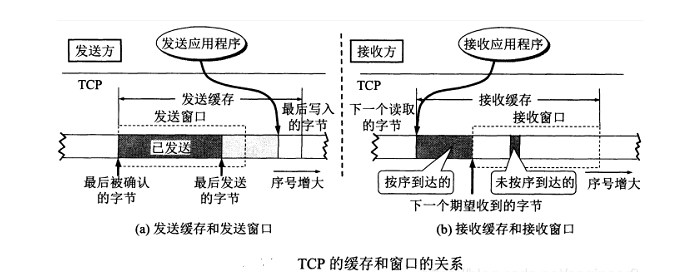 发送方
发送应用程序
接收方
接收应用程序
TCP
TCP
发送缓存
最后写入
的字节
发送窗口
已发送
最后被确认
的字节
最后发送
的字节
序号增大
(a) 发送缓存和发送窗口
下一个读取
的字节
接收缓存
接收窗口
按序到达的
未按序到达的
序号增大
下一个期望收到的字节
(b) 接收缓存和接收窗口
TCP 的缓存和窗口的关系